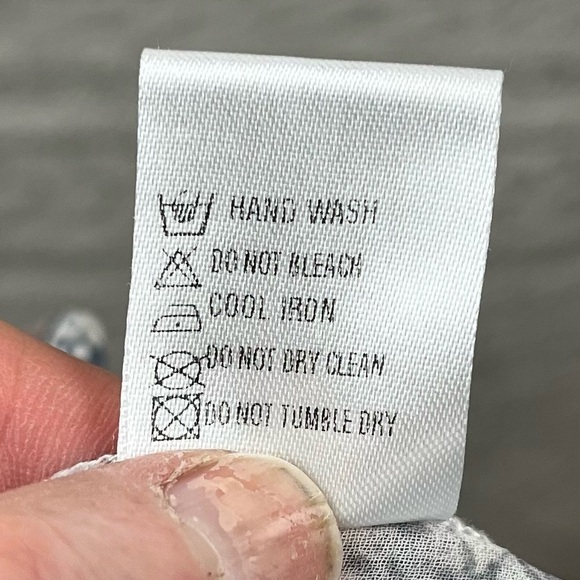 HAND WASH
DO NOT BLEACH
COOL IRON
DO NOT DRY CLEAN
DO NOT TUMBLE DRY